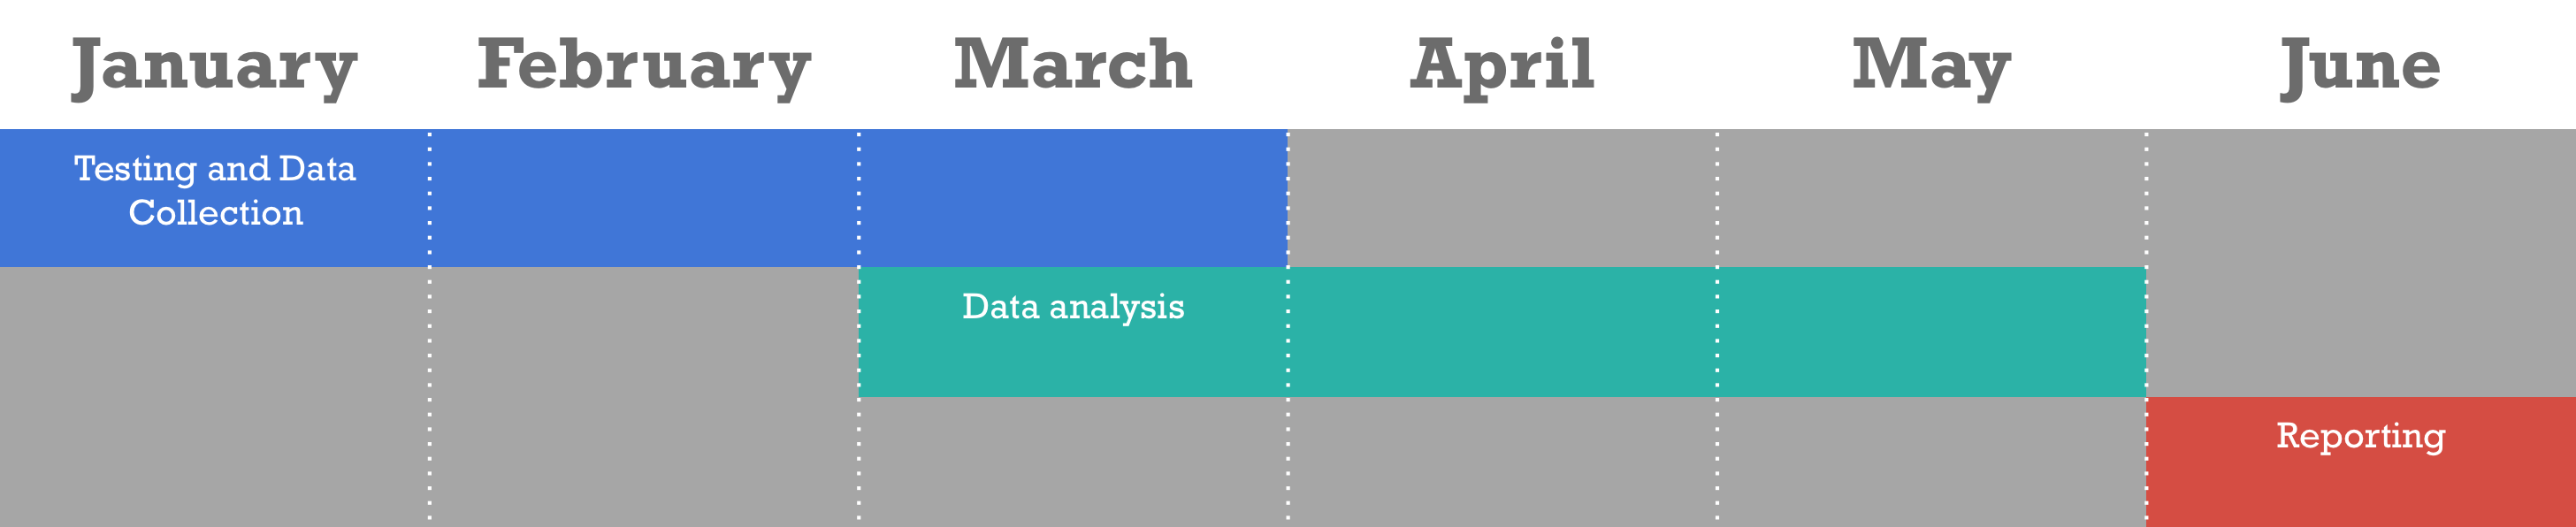 January February March April May June
Testing and Data
Collection
Data analysis
Reporting